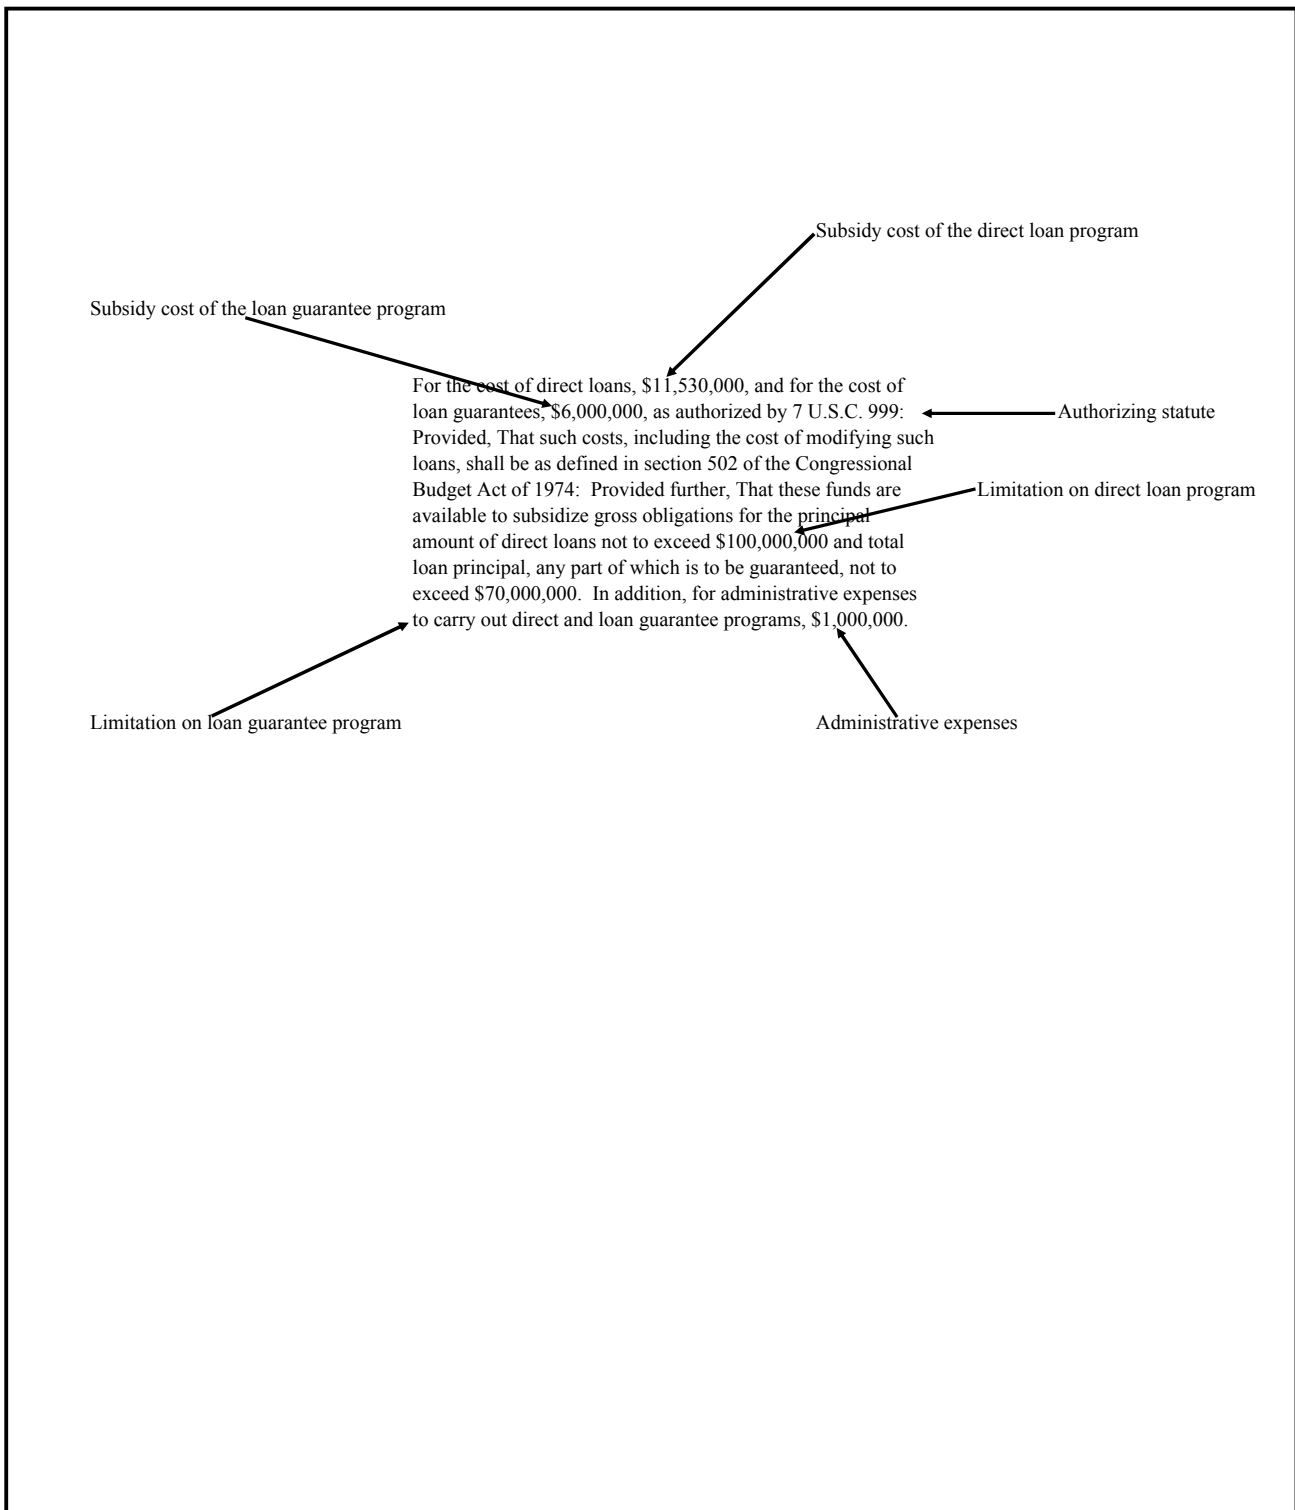 Subsidy cost of the direct loan program
Subsidy cost of the loan guarantee program
For the cost of direct loans, $11,530,000, and for the cost of
loan guarantees, $6,000,000, as authorized by 7 U.S.C. 999:
Authorizing statute
Provided, That such costs, including the cost of modifying such
loans, shall be as defined in section 502 of the Congressional
Budget Act of 1974:  Provided further, That these funds are
Limitation on direct loan program
available to subsidize gross obligations for the principal
amount of direct loans not to exceed $100,000,000 and total
loan principal, any part of which is to be guaranteed, not to
exceed $70,000,000.  In addition, for administrative expenses
to carry out direct and loan guarantee programs, $1,000,000.
Limitation on loan guarantee program
Administrative expenses